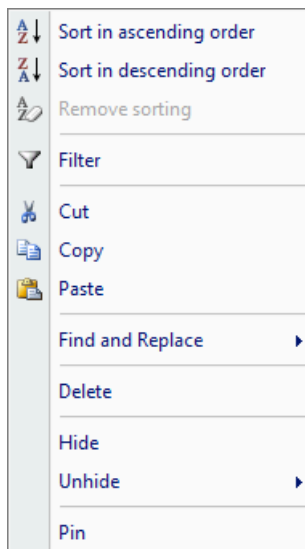 Sort in ascending order
Sort in descending order
Remove sorting
Filter
Cut
Copy
Paste
Find and Replace
Delete
Hide
Unhide
Pin